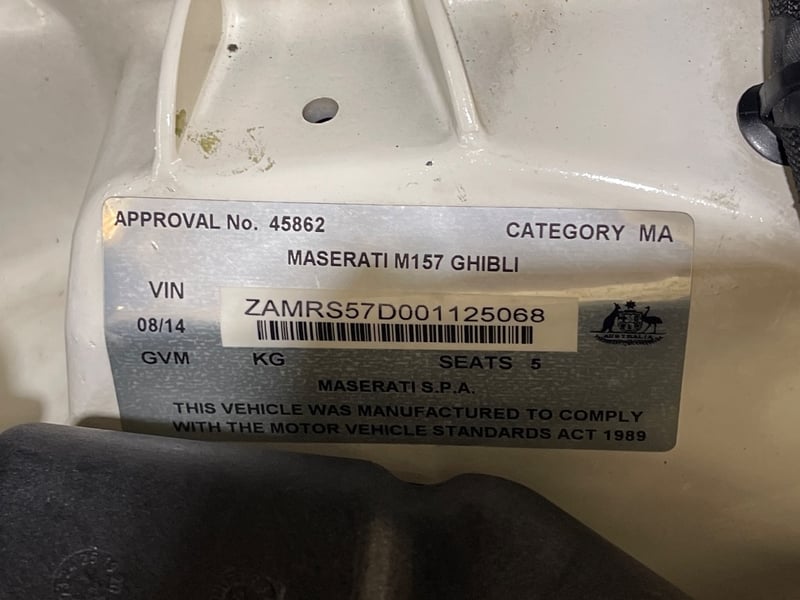 APPROVAL No. 45862 CATEGORY MA
MASERATI M157 GHIBLI
VIN
ZAMRS57D001125068
08/14
AUSTRALIA
GVM KG SEATS 5
MASERATI S.P.A.
THIS VEHICLE WAS MANUFACTURED TO COMPLY
WITH THE MOTOR VEHICLE STANDARDS ACT 1989